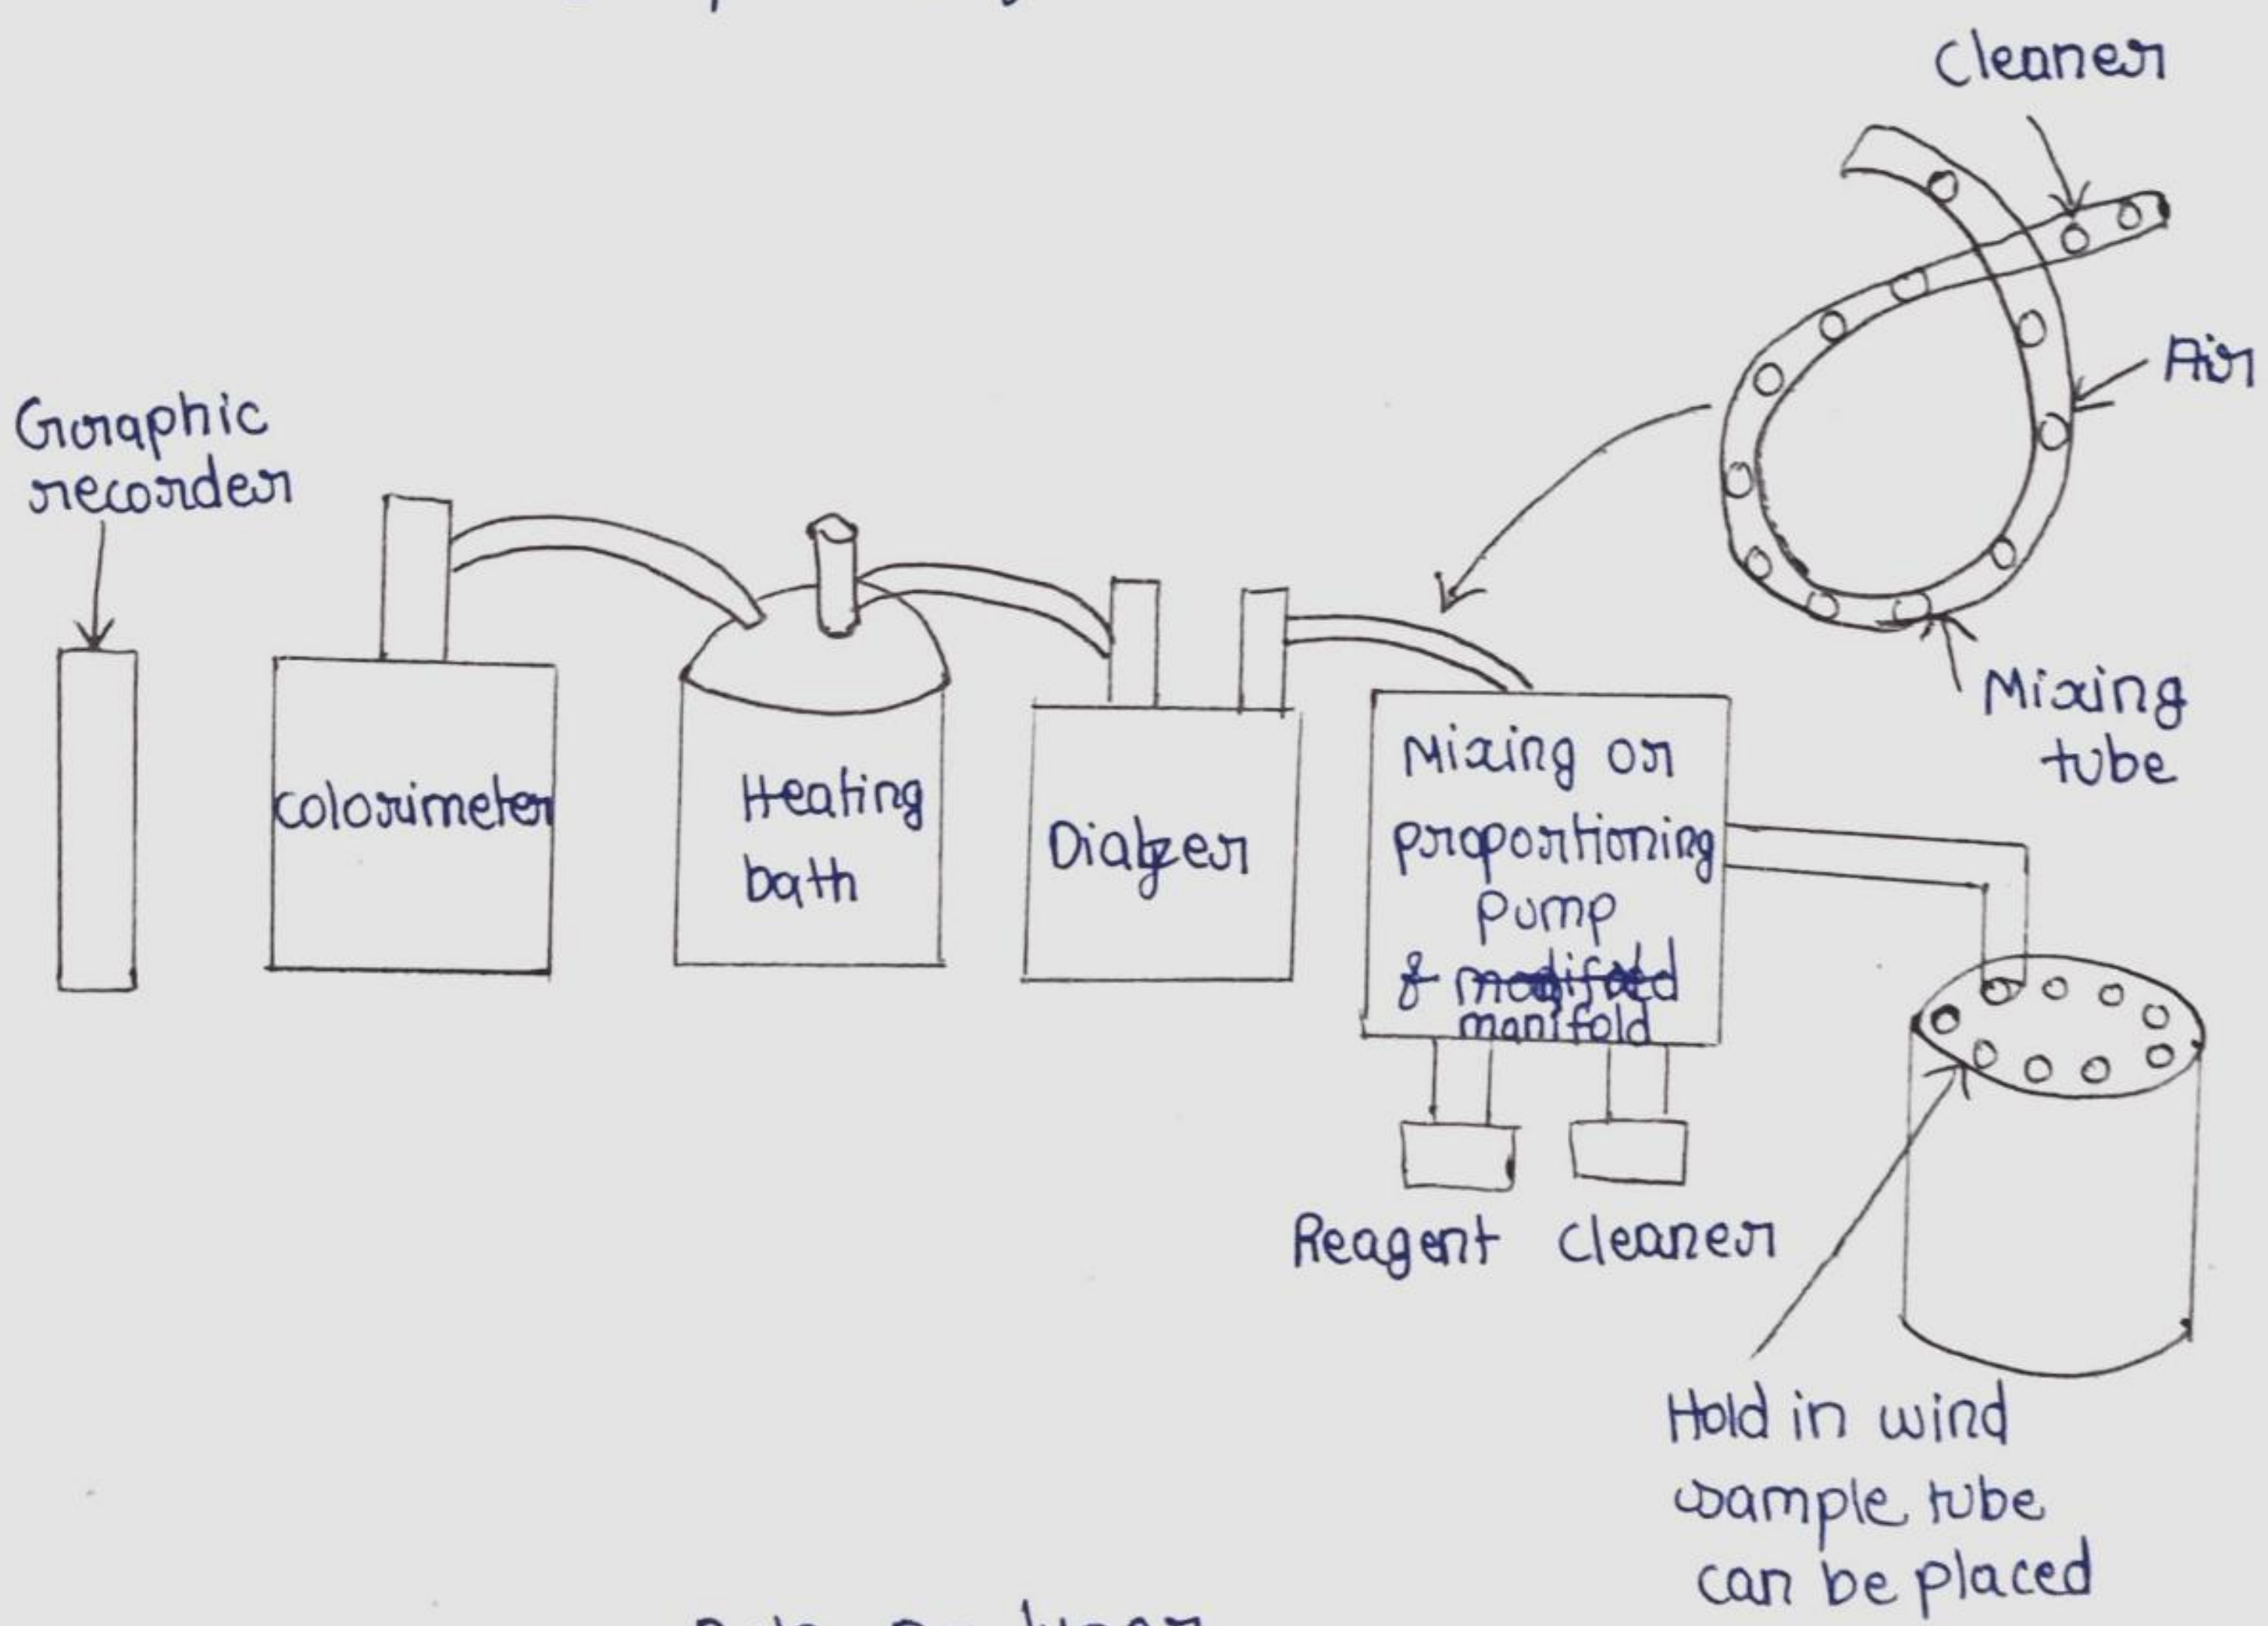 Cleaner
Air
Mixing
tube
Graphic
recorder
Colorimeter
Heating
bath
Dialyzer
Mixing or
proportioning
pump
&
manifold
Reagent
Cleaner
Hold in wind
sample tube
can be placed